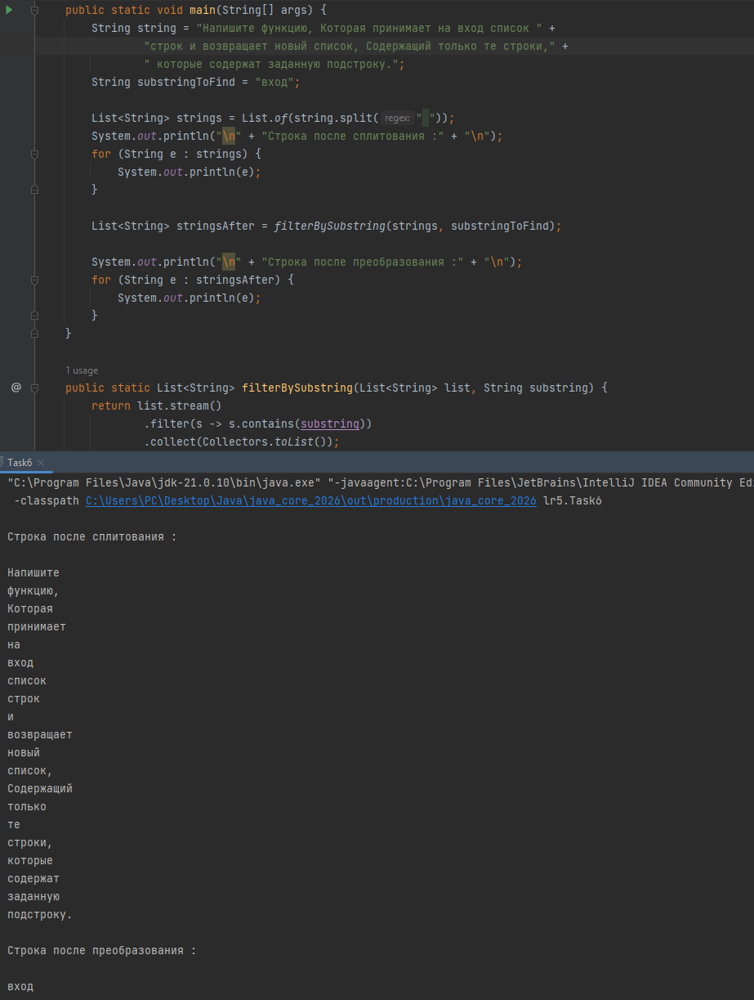 public static void main(String[] args) {
String string = "Напишите функцию, Которая принимает на вход список " +
"строк и возвращает новый список, Содержащий только те строки," +
" которые содержат заданную подстроку.";
String substringToFind = "вход";
List<String> strings = List.of(string.split( regex: " "));
System.out.println("\n" + "Строка после сплитования :" + "\n");
for (String e : strings) {
System.out.println(e);
}
List<String> stringsAfter = filterBySubstring(strings, substringToFind);
System.out.println("\n" + "Строка после преобразования :" + "\n");
for (String e : stringsAfter) {
System.out.println(e);
}
}
1 usage
@ public static List<String> filterBySubstring(List<String> list, String substring) {
return list.stream()
.filter(s -> s.contains(substring))
.collect(Collectors.toList());
Task6 ×
"C:\Program Files\Java\jdk-21.0.10\bin\java.exe" "-javaagent:C:\Program Files\JetBrains\IntelliJ IDEA Community
-classpath C:\Users\PC\Desktop\Java\java_core_2026\out\production\java_core_2026 lr5.Task6
Строка после сплитования :
Напишите
функцию,
Которая
принимает
на
вход
список
строк
и
возвращает
новый
список,
Содержащий
только
те
строки,
которые
содержат
заданную
подстроку.
Строка после преобразования :
вход